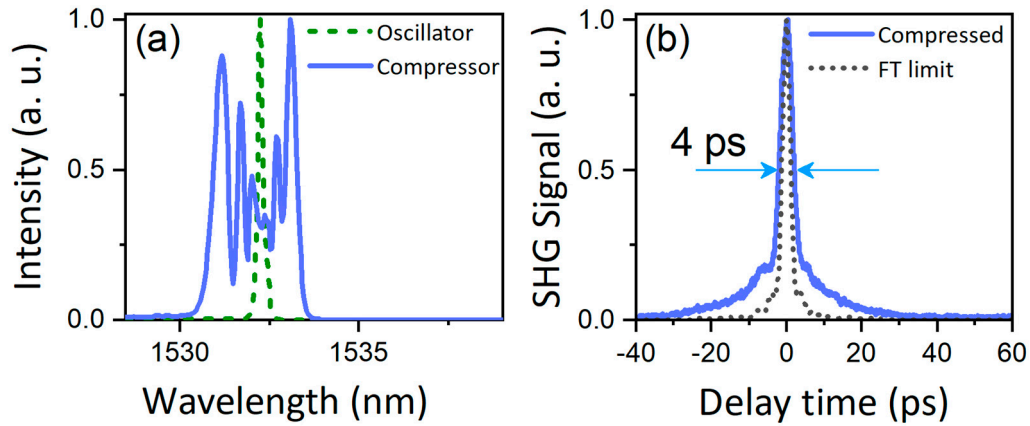 (a)
Oscillator
Compressor
1.0
0.5
0.0
Intensity (a. u.)
1530
1535
Wavelength (nm)
(b)
Compressed
FT limit
4 ps
1.0
0.5
0.0
SHG Signal (a. u.)
-40
-20
0
20
40
60
Delay time (ps)